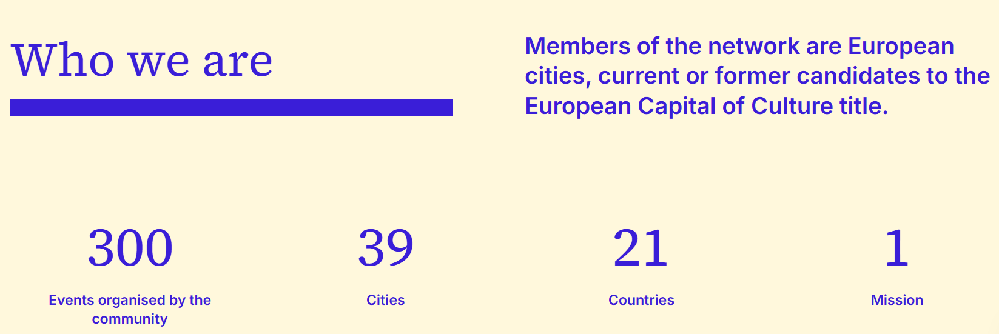 Who we are
Members of the network are European
cities, current or former candidates to the
European Capital of Culture title.
300
Events organised by the
community
39
Cities
21
Countries
1
Mission